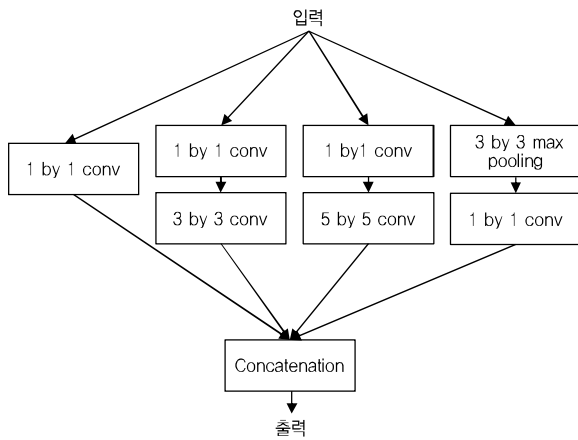 입력
1 by 1 conv
1 by 1 conv
3 by 3 conv
1 by1 conv
5 by 5 conv
3 by 3 max
pooling
1 by 1 conv
Concatenation
출력